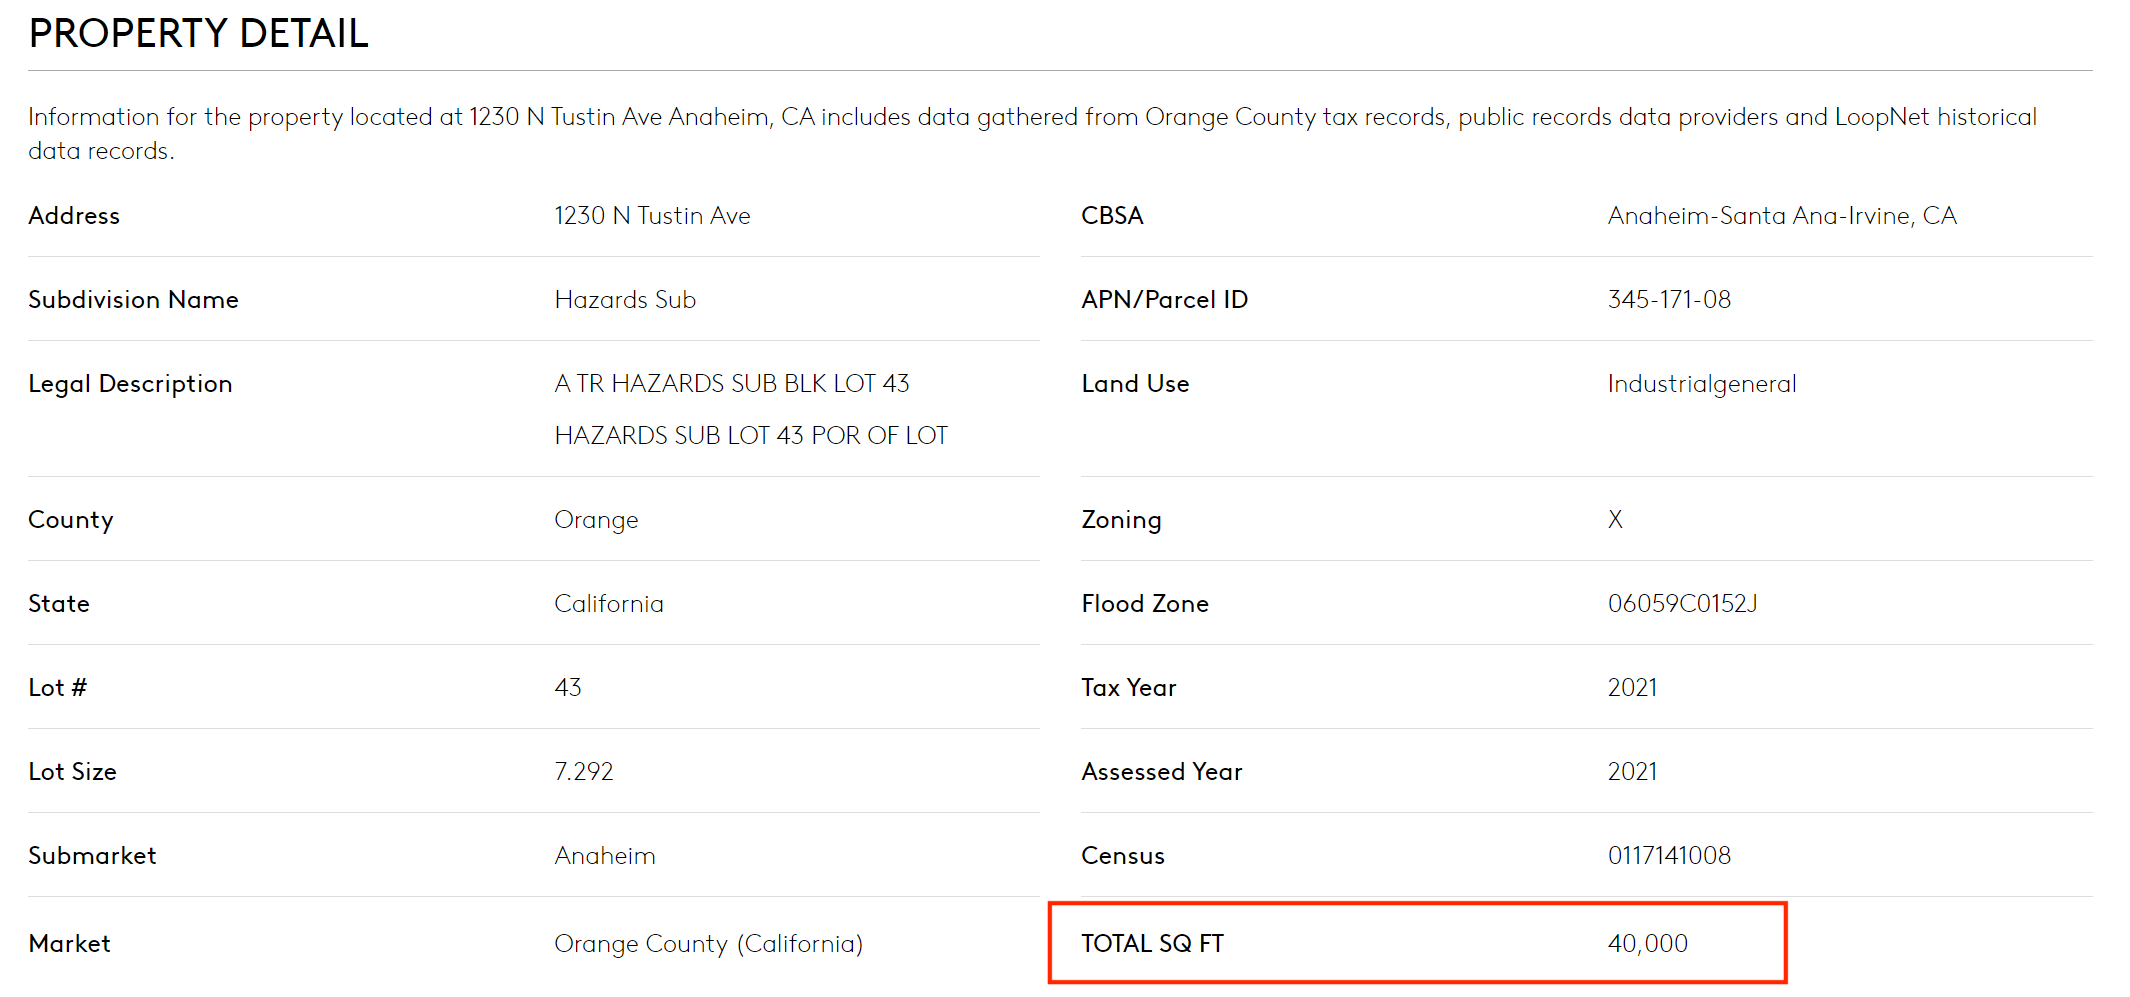 PROPERTY DETAIL
Information for the property located at 1230 N Tustin Ave Anaheim, CA includes data gathered from Orange County tax records, public records data providers and LoopNet historical
data records.
Address 1230 N Tustin Ave CBSA Anaheim-Santa Ana-Irvine, CA
Subdivision Name Hazards Sub APN/Parcel ID 345-171-08
Legal Description A TR HAZARDS SUB BLK LOT 43 Land Use Industrialgeneral
HAZARDS SUB LOT 43 POR OF LOT
County Orange Zoning X
State California Flood Zone 06059C0152J
Lot # 43 Tax Year 2021
Lot Size 7.292 Assessed Year 2021
Submarket Anaheim Census 0117141008
Market Orange County (California) TOTAL SQ FT 40,000